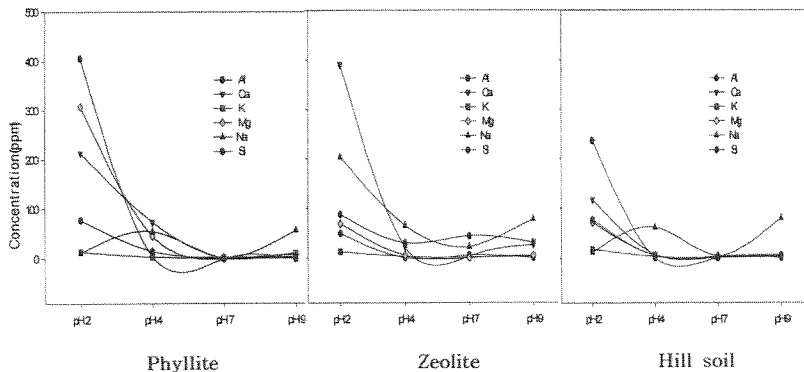 500
400
300
200
100
0
Concentration(ppm)
Al
Ca
K
Mg
Na
Si
Al
Ca
K
Mg
Na
Si
Al
Ca
K
Mg
Na
Si
pH2 pH4 pH7 pH9
pH2 pH4 pH7 pH9
pH2 pH4 pH7 pH9
Phyllite Zeolite Hill soil